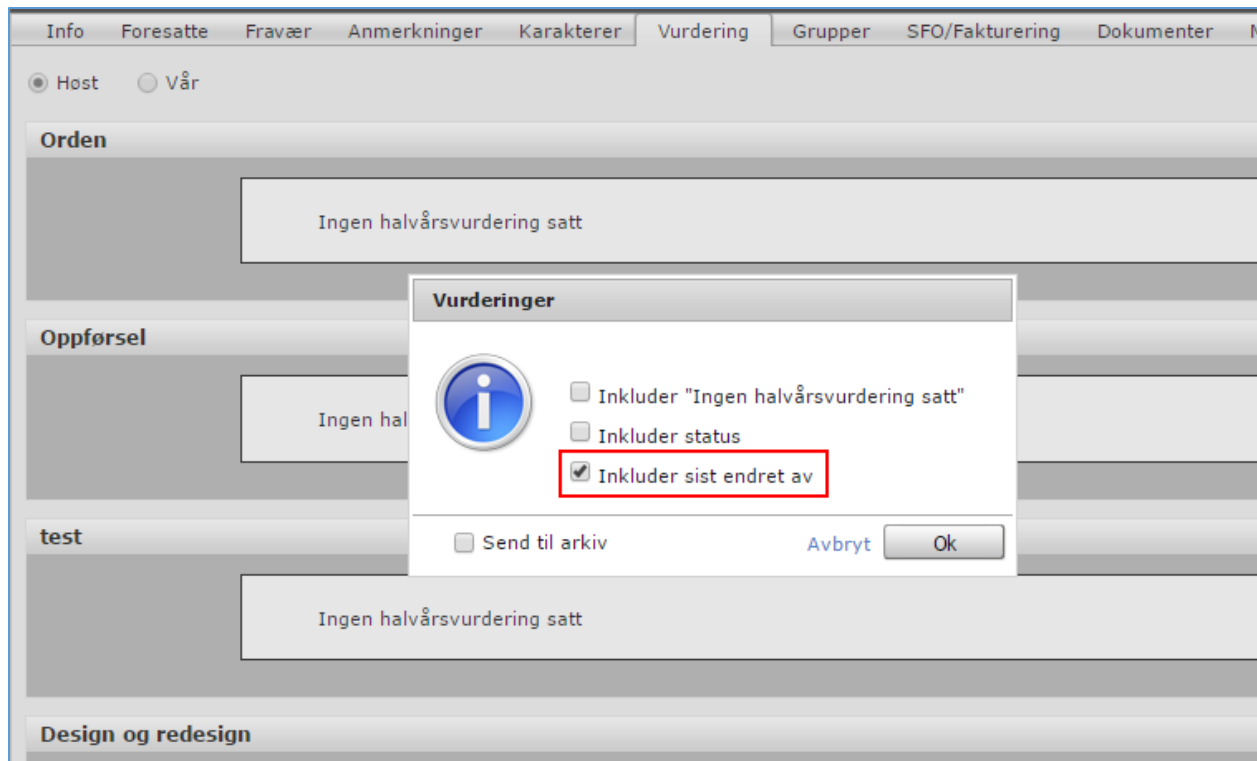 Info Foresatte Fravær Anmerkninger Karakterer Vurdering Grupper SFO/Fakturering Dokumenter
Høst Vår
Orden
Ingen halvårsvurdering satt
Vurderinger
Oppførsel
Inkluder "Ingen halvårsvurdering satt"
Ingen hal
Inkluder status
Inkluder sist endret av
test
Send til arkiv Avbryt Ok
Ingen halvårsvurdering satt
Design og redesign